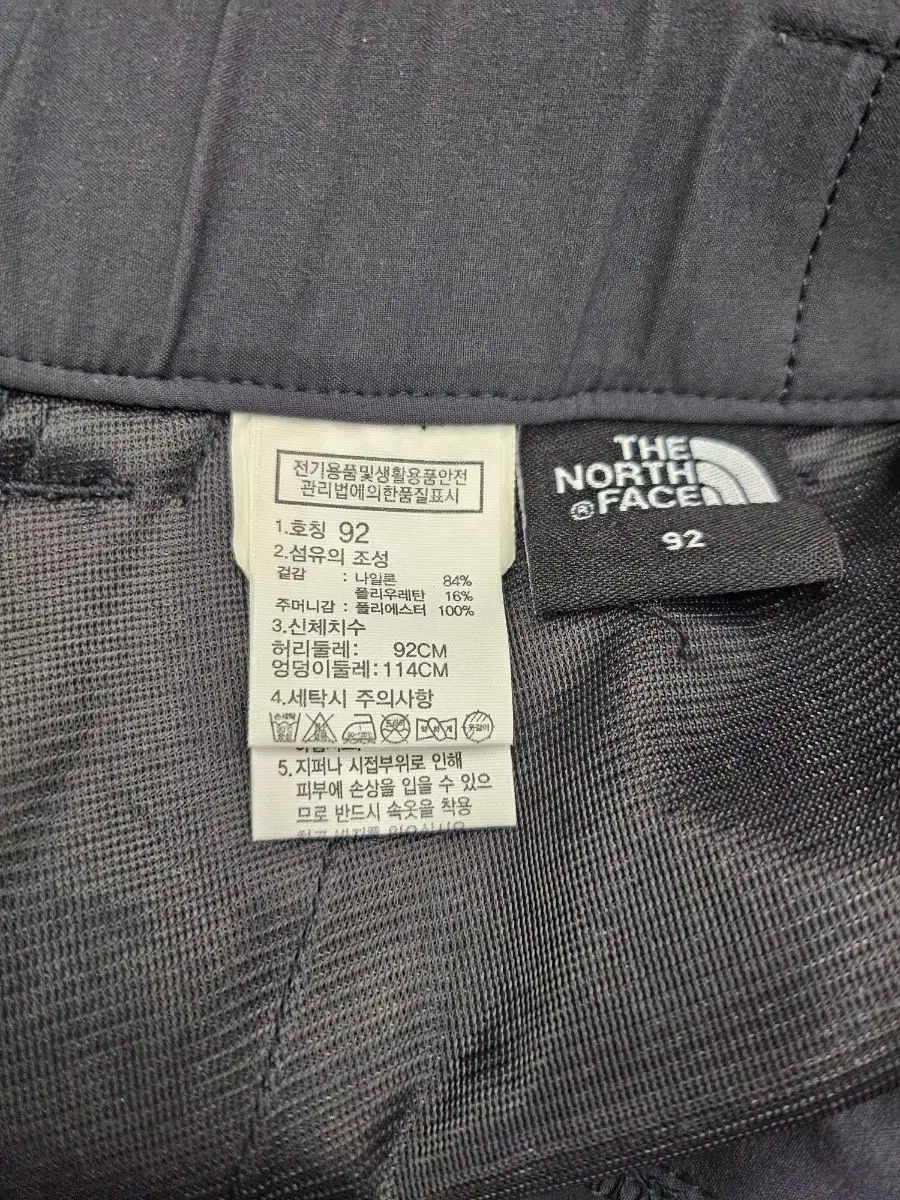 전기용품및생활용품안전
관리법에의한품질표시
1.호칭 92
2.섬유의 조성
겉감 : 나일론 84%
폴리우레탄 16%
주머니감 : 폴리에스터 100%
3.신체치수
허리둘레: 92CM
엉덩이둘레: 114CM
4.세탁시 주의사항
5.지퍼나 시접부위로 인해
피부에 손상을 입을 수 있으
므로 반드시 속옷을 착용
THE
NORTH
FACE
®
92